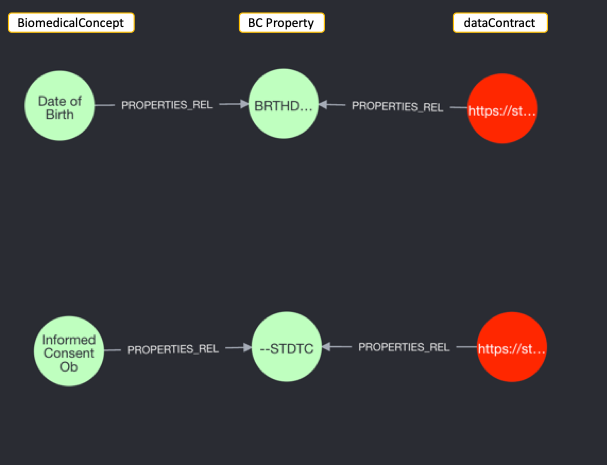 BiomedicalConcept
BC Property
dataContract
Date of
Birth
PROPERTIES_REL
BRTHD...
PROPERTIES_REL
https://st...
Informed
Consent
Ob
PROPERTIES_REL
--STDTC
PROPERTIES_REL
https://st...